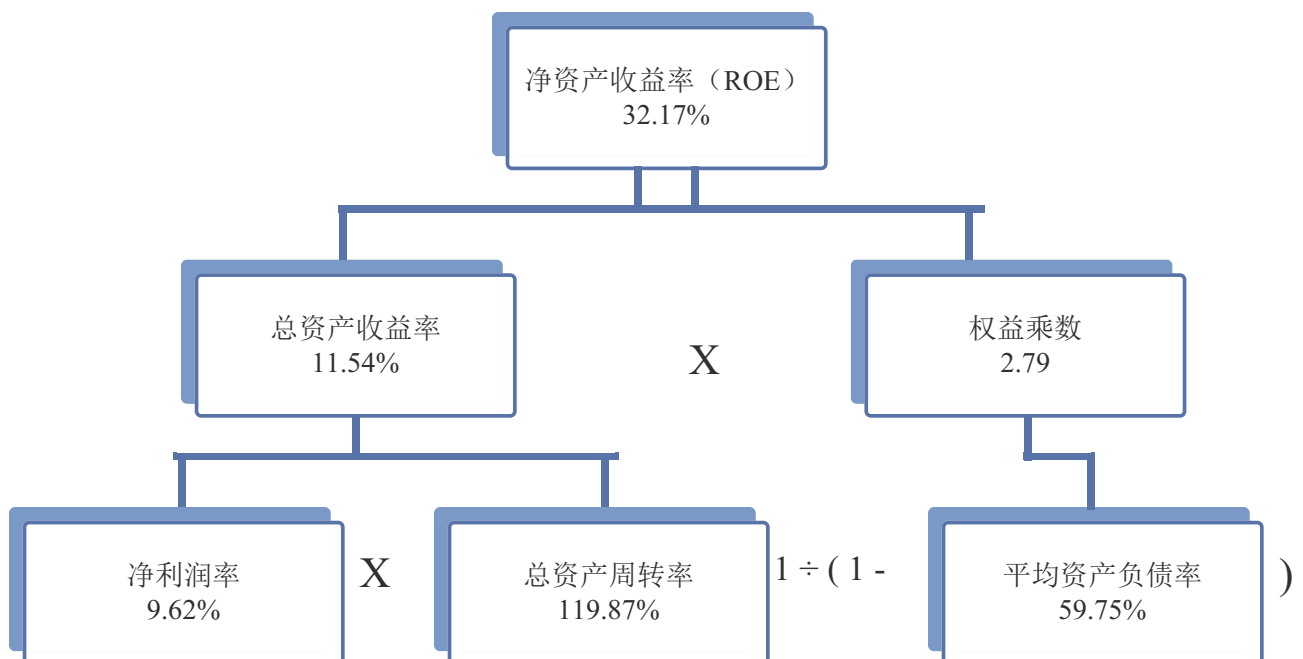 净资产收益率（ROE）
32.17%
总资产收益率
11.54%
X
权益乘数
2.79
净利润率
9.62%
X
总资产周转率
119.87%
1 ÷ ( 1 -
平均资产负债率
59.75%
)